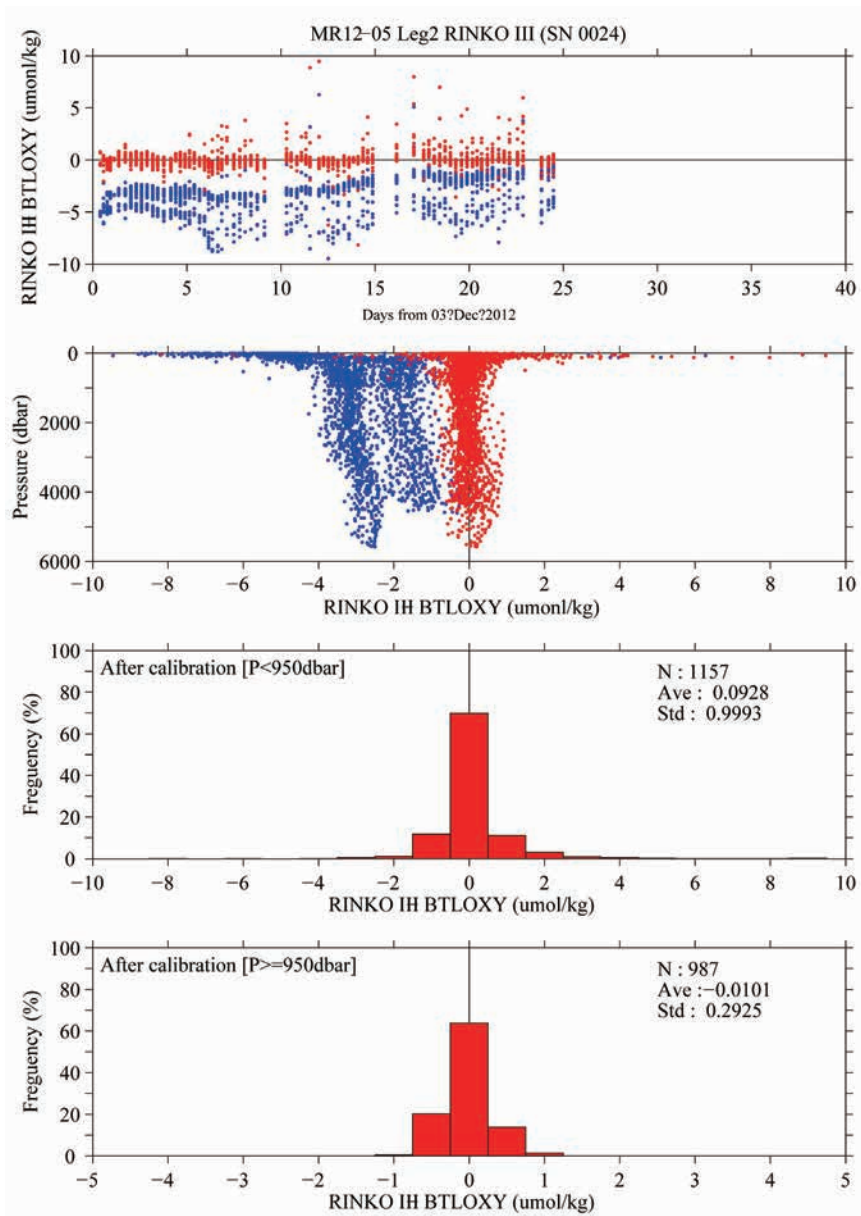 MR12−05 Leg2 RINKO III (SN 0024)
RINKO IH BTLOXY (umonl/kg)
10
5
0
−5
−10
0 5 10 15 20 25 30 35 40
Days from 03?Dec?2012
Pressure (dbar)
0
2000
4000
6000
−10 −8 −6 −4 −2 0 2 4 6 8 10
RINKO IH BTLOXY (umonl/kg)
Freguency (%)
100
80
60
40
20
0
After calibration [P<950dbar]
N : 1157
Ave : 0.0928
Std : 0.9993
−10 −8 −6 −4 −2 0 2 4 6 8 10
RINKO IH BTLOXY (umol/kg)
Freguency (%)
100
80
60
40
20
0
After calibration [P>=950dbar]
N : 987
Ave :−0.0101
Std : 0.2925
−5 −4 −3 −2 −1 0 1 2 3 4 5
RINKO IH BTLOXY (umol/kg)